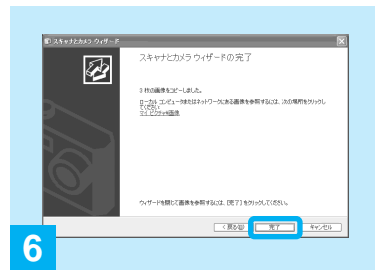 スキャナとカメラ ウィザード
スキャナとカメラ ウィザードの完了
3 枚の画像をコピーしました。
ローカル コンピュータまたはネットワークにある画像を参照するには、次の場所をクリックし
てください:
マイ ピクチャ\画像
ウィザードを閉じて画像を参照するには、[完了] をクリックしてください。
< 戻る(B)
完了
キャンセル
6